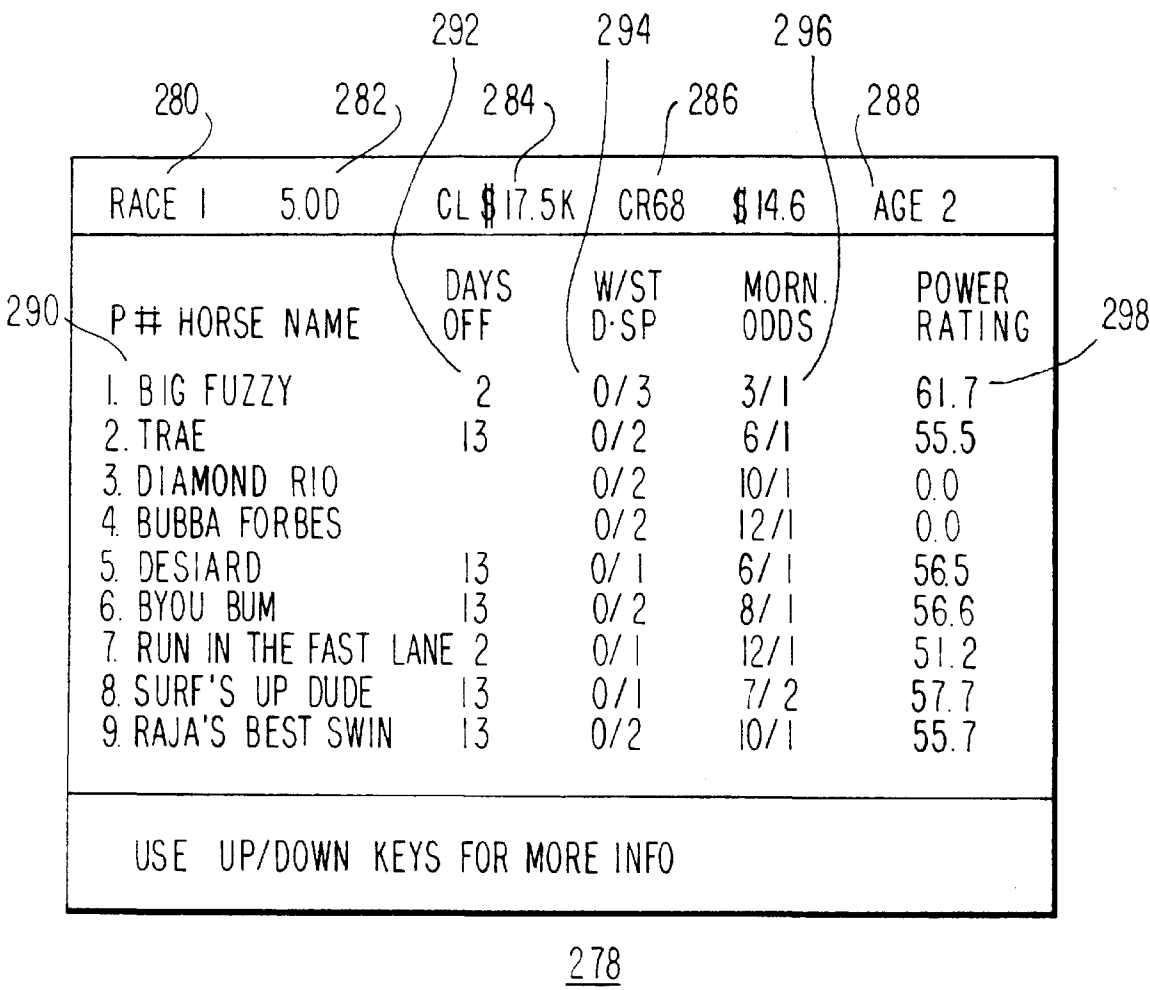 292 294 296
280 282 284 286 288
RACE 1 5.0D CL $17.5K CR68 $14.6 AGE 2
DAYS W/ST MORN. POWER
290 P# HORSE NAME OFF D·SP ODDS RATING 298
1. BIG FUZZY 2 0/3 3/1 61.7
2. TRAE 13 0/2 6/1 55.5
3. DIAMOND RIO 0/2 10/1 0.0
4. BUBBA FORBES 0/2 12/1 0.0
5. DESIARD 13 0/1 6/1 56.5
6. BYOU BUM 13 0/2 8/1 56.6
7. RUN IN THE FAST LANE 2 0/1 12/1 51.2
8. SURF'S UP DUDE 13 0/1 7/2 57.7
9. RAJA'S BEST SWIN 13 0/2 10/1 55.7
USE UP/DOWN KEYS FOR MORE INFO
278